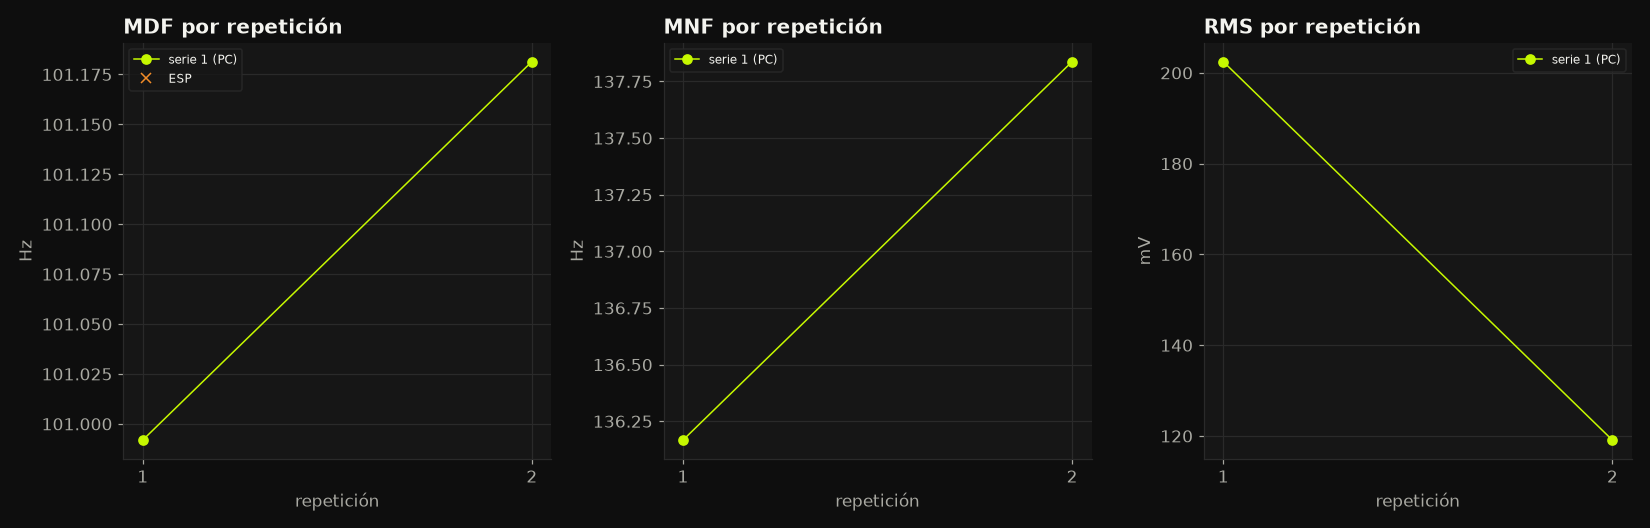 MDF por repetición
serie 1 (PC)
ESP
101.175
101.150
101.125
101.100
101.075
101.050
101.025
101.000
Hz
1
2
repetición
MNF por repetición
serie 1 (PC)
137.75
137.50
137.25
137.00
136.75
136.50
136.25
Hz
1
2
repetición
RMS por repetición
serie 1 (PC)
200
180
160
140
120
mV
1
2
repetición